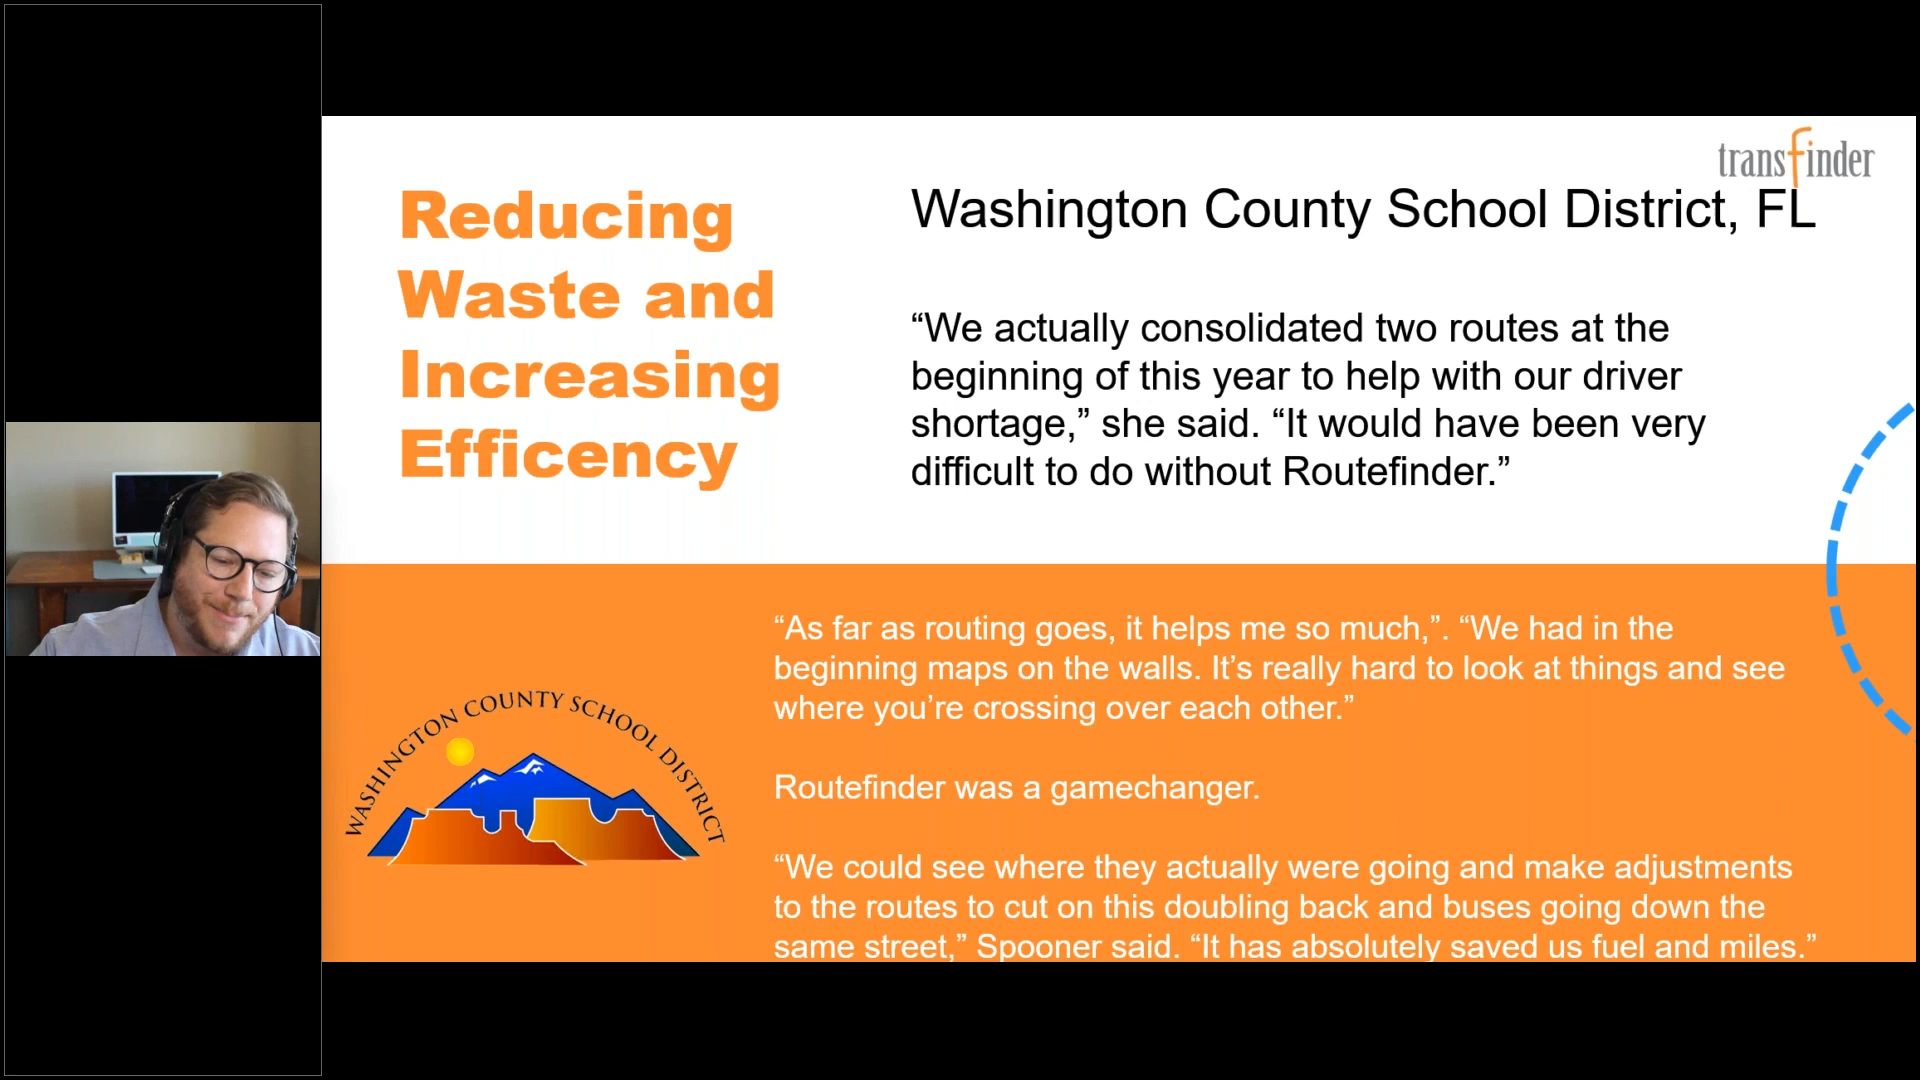 transfinder
Reducing
Waste and
Increasing
Efficency
Washington County School District, FL
“We actually consolidated two routes at the
beginning of this year to help with our driver
shortage,” she said. “It would have been very
difficult to do without Routefinder.”
WASHINGTON COUNTY SCHOOL DISTRICT
“As far as routing goes, it helps me so much,”. “We had in the
beginning maps on the walls. It’s really hard to look at things and see
where you’re crossing over each other.”
Routefinder was a gamechanger.
“We could see where they actually were going and make adjustments
to the routes to cut on this doubling back and buses going down the
same street,” Spooner said. “It has absolutely saved us fuel and miles.”